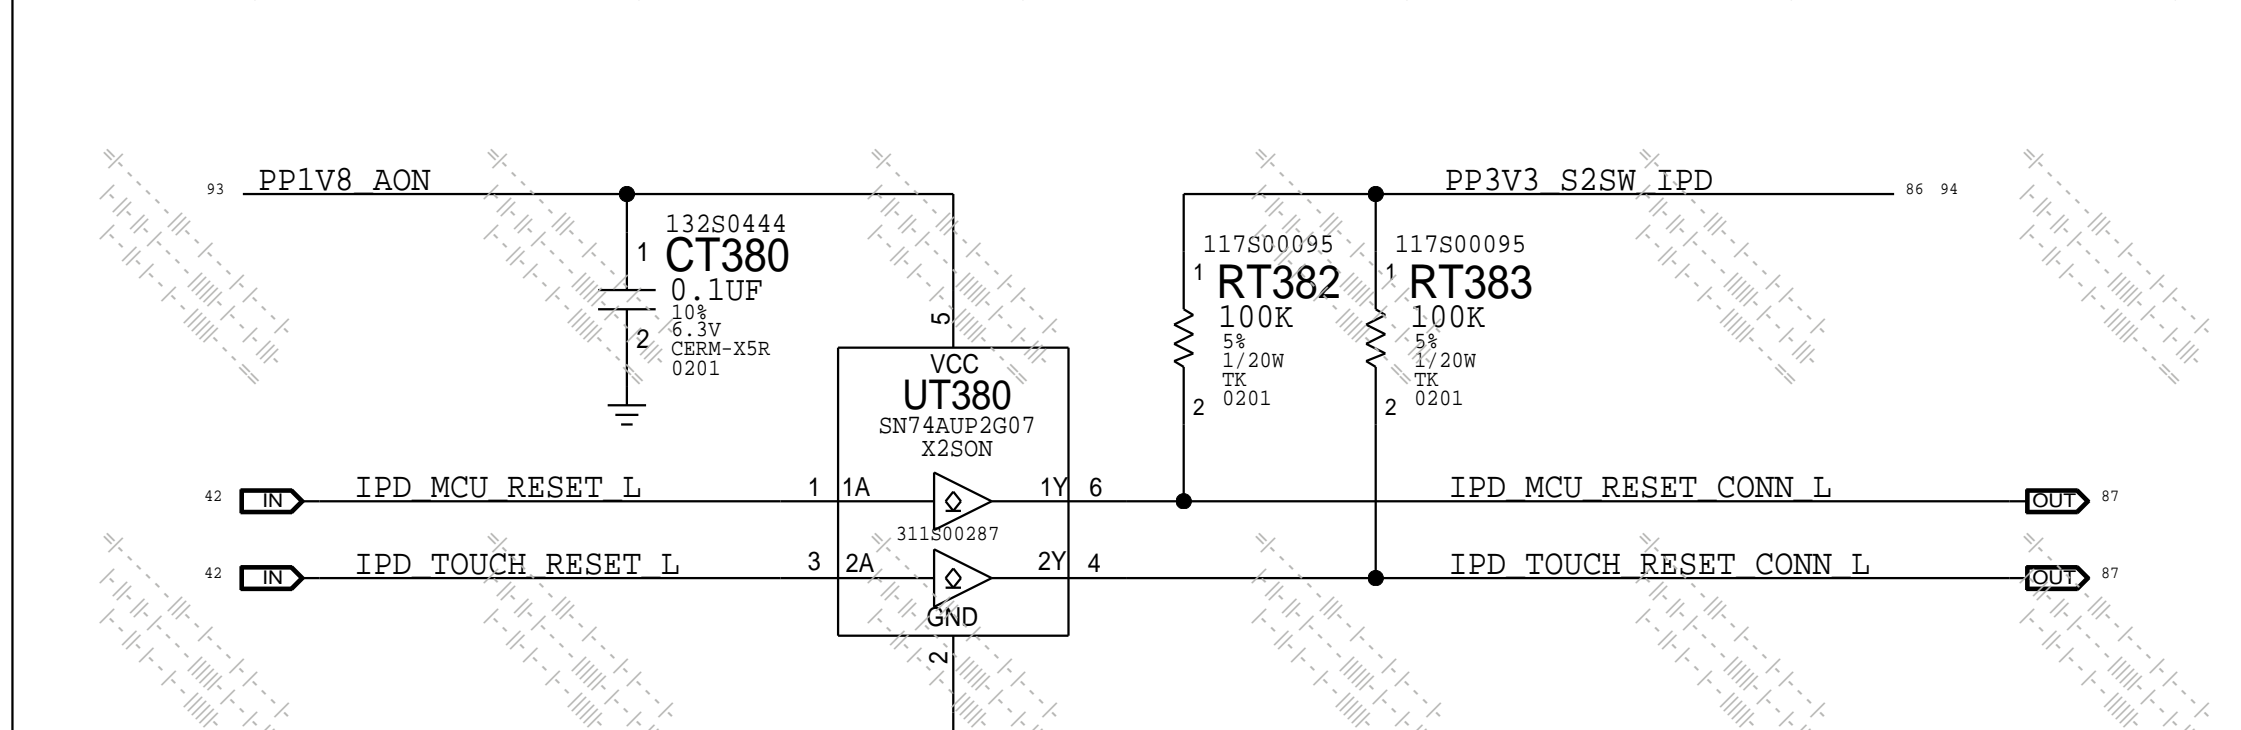 93 PP1V8_AON
PP3V3_S2SW_IPD 86 94
132S0444
1 CT380
0.1UF
10%
6.3V
2 CERM-X5R
0201
117S00095
1 RT382
100K
5%
1/20W
TK
2 0201
117S00095
1 RT383
100K
5%
1/20W
TK
2 0201
5
VCC
UT380
SN74AUP2G07
X2SON
42 IN IPD_MCU_RESET_L 1 1A 1Y 6 IPD_MCU_RESET_CONN_L OUT 87
311S00287
42 IN IPD_TOUCH_RESET_L 3 2A 2Y 4 IPD_TOUCH_RESET_CONN_L OUT 87
GND
2